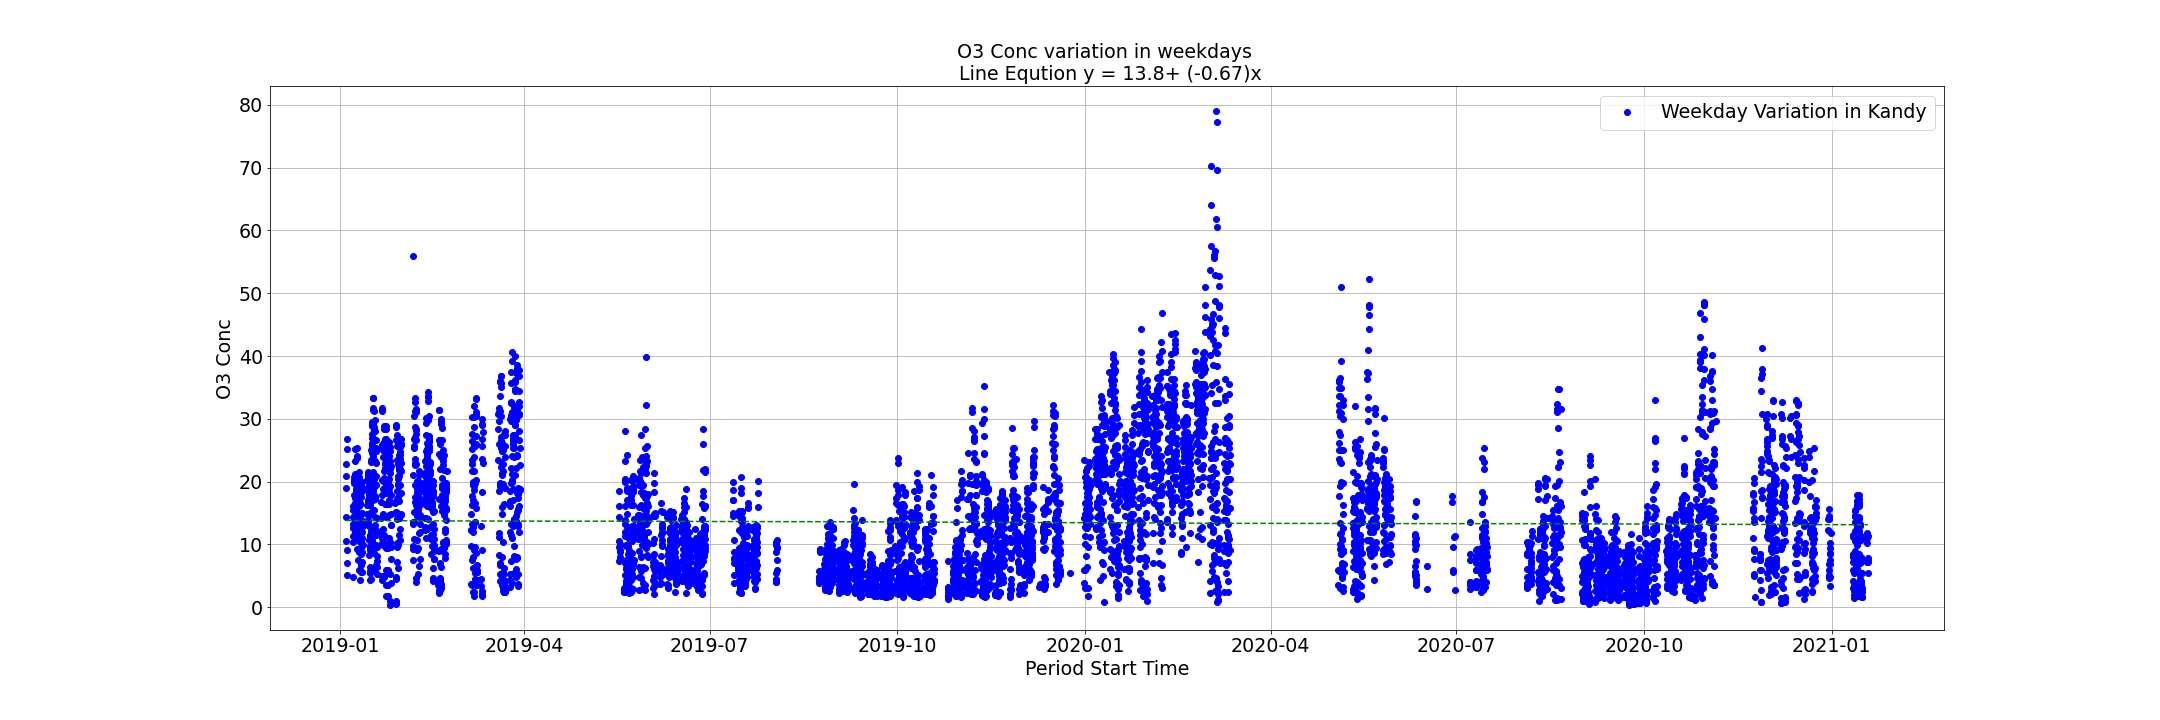 O3 Conc variation in weekdays
Line Eqution y = 13.8+ (-0.67)x
Weekday Variation in Kandy
O3 Conc
80
70
60
50
40
30
20
10
0
2019-01 2019-04 2019-07 2019-10 2020-01 2020-04 2020-07 2020-10 2021-01
Period Start Time